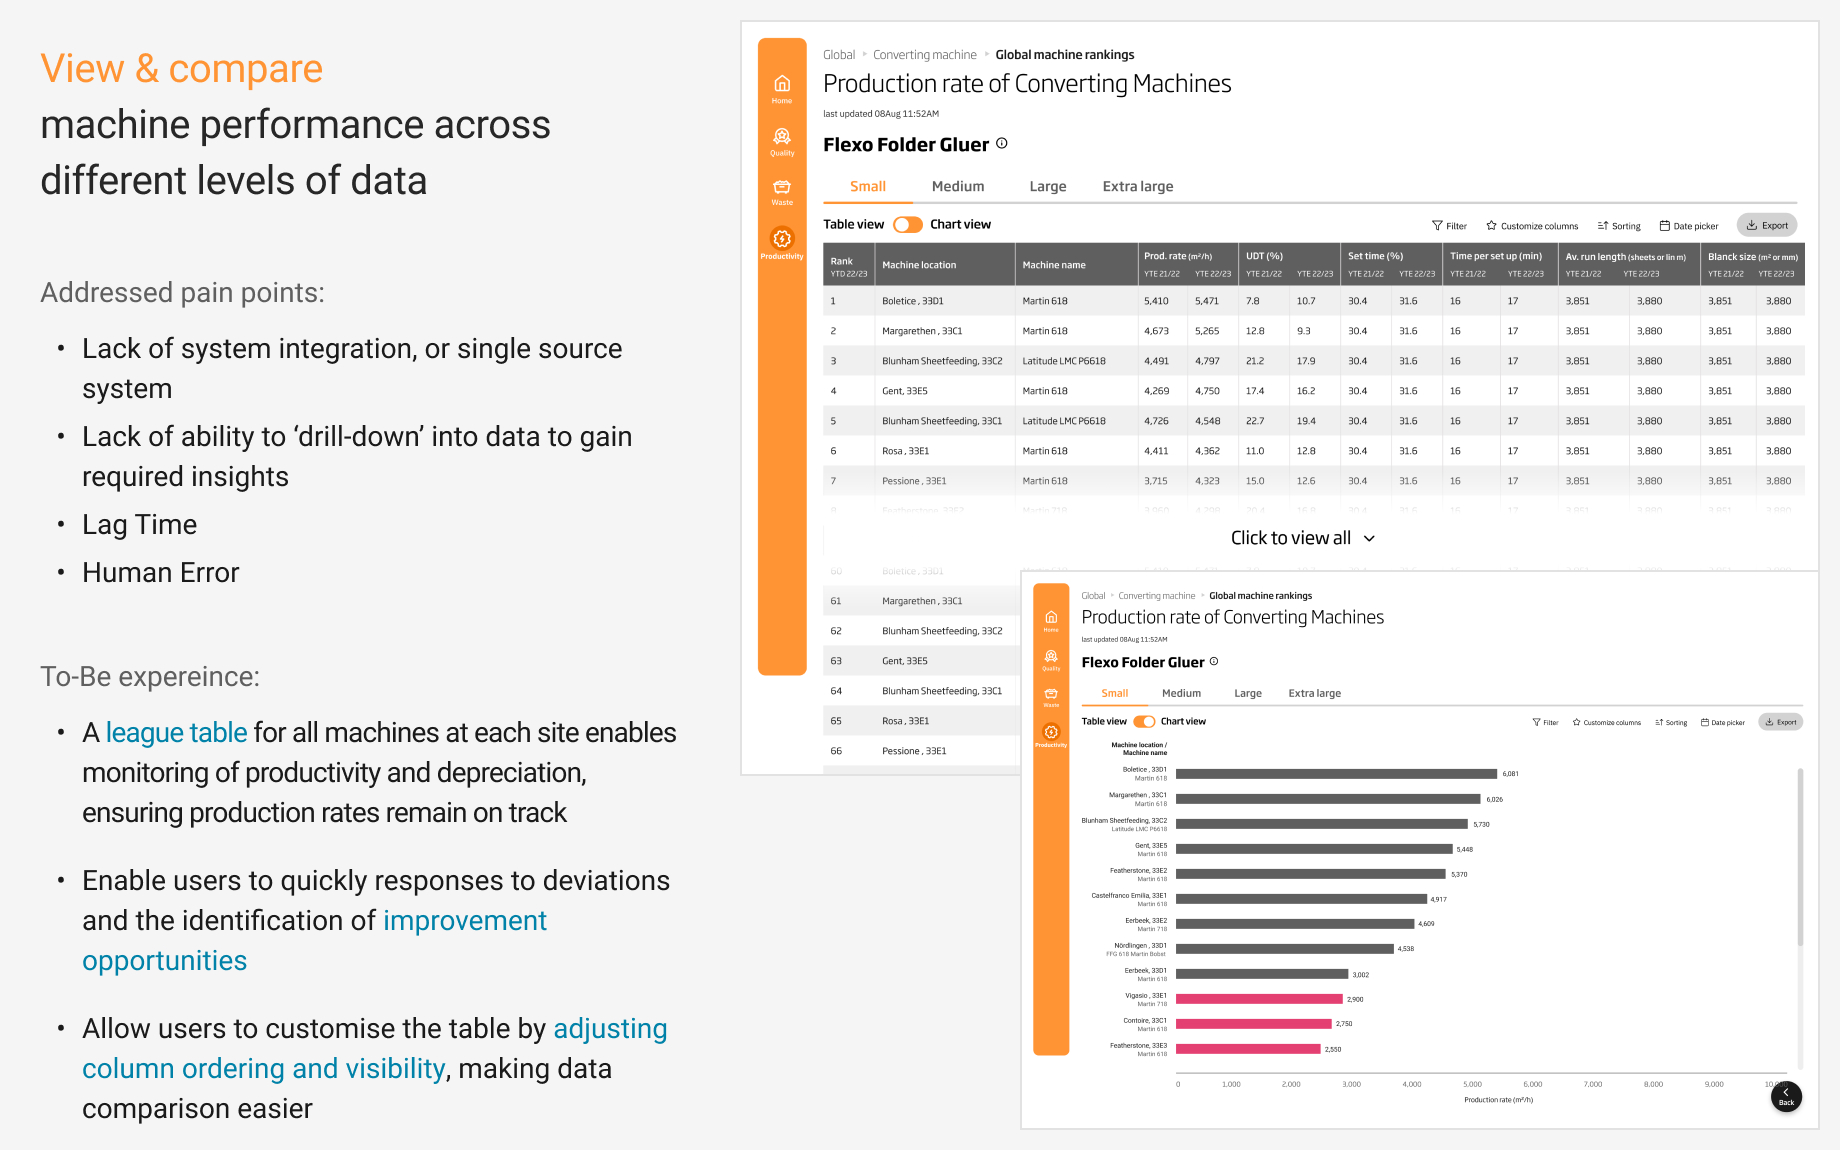 View & compare
machine performance across
different levels of data
Addressed pain points:
• Lack of system integration, or single source
system
• Lack of ability to ‘drill-down’ into data to gain
required insights
• Lag Time
• Human Error
To-Be expereince:
• A league table for all machines at each site enables
monitoring of productivity and depreciation,
ensuring production rates remain on track
• Enable users to quickly responses to deviations
and the identification of improvement
opportunities
• Allow users to customise the table by adjusting
column ordering and visibility, making data
comparison easier
Home
Quality
Waste
Productivity
Global ▸ Converting machine ▸ Global machine rankings
Production rate of Converting Machines
last updated 08Aug 11:52AM
Flexo Folder Gluer
Small Medium Large Extra large
Table view Chart view Filter Customize columns Sorting Date picker Export
Rank Machine location Machine name Prod. rate (m²/h) UDT (%) Set time (%) Time per set up (min) Av. run length (sheets or lin m) Blanck size (m² or mm)
YTD 22/23 YTE 21/22 YTE 22/23 YTE 21/22 YTE 22/23 YTE 21/22 YTE 22/23 YTE 21/22 YTE 22/23 YTE 21/22 YTE 22/23 YTE 21/22 YTE 22/23
1 Boletice , 33D1 Martin 618 5,410 5,471 7.8 10.7 30.4 31.6 16 17 3,851 3,880 3,851 3,880
2 Margarethen , 33C1 Martin 618 4,673 5,265 12.8 9.3 30.4 31.6 16 17 3,851 3,880 3,851 3,880
3 Blunham Sheetfeeding, 33C2 Latitude LMC P6618 4,491 4,797 21.2 17.9 30.4 31.6 16 17 3,851 3,880 3,851 3,880
4 Gent, 33E5 Martin 618 4,269 4,750 17.4 16.2 30.4 31.6 16 17 3,851 3,880 3,851 3,880
5 Blunham Sheetfeeding, 33C1 Latitude LMC P6618 4,726 4,548 22.7 19.4 30.4 31.6 16 17 3,851 3,880 3,851 3,880
6 Rosa , 33E1 Martin 618 4,411 4,362 11.0 12.8 30.4 31.6 16 17 3,851 3,880 3,851 3,880
7 Pessione , 33E1 Martin 618 3,715 4,323 15.0 12.6 30.4 31.6 16 17 3,851 3,880 3,851 3,880
Click to view all
60 Boletice , 33D1
61 Margarethen , 33C1
62 Blunham Sheetfeeding, 33C2
63 Gent, 33E5
64 Blunham Sheetfeeding, 33C1
65 Rosa , 33E1
66 Pessione , 33E1
Home
Quality
Waste
Productivity
Global ▸ Converting machine ▸ Global machine rankings
Production rate of Converting Machines
last updated 08Aug 11:52AM
Flexo Folder Gluer
Small Medium Large Extra large
Table view Chart view Filter Customize columns Sorting Date picker Export
Machine location /
Machine name
Boletice , 33D1
Martin 618
6,081
Margarethen , 33C1
Martin 618
6,026
Blunham Sheetfeeding, 33C2
Latitude LMC P6618
5,730
Gent, 33E5
Martin 618
5,448
Featherstone, 33E2
Martin 618
5,370
Castelfranco Emilia, 33E1
Martin 618
4,917
Eerbeek, 33E2
Martin 718
4,609
Nördlingen , 33D1
FFG 618 Martin Bobst
4,538
Eerbeek, 33D1
Martin 618
3,002
Vigasio , 33E1
Martin 718
2,900
Contoire, 33C1
Martin 618
2,750
Featherstone, 33E3
Martin 618
2,550
0 1,000 2,000 3,000 4,000 5,000 6,000 7,000 8,000 9,000
Production rate (m²/h)
Back